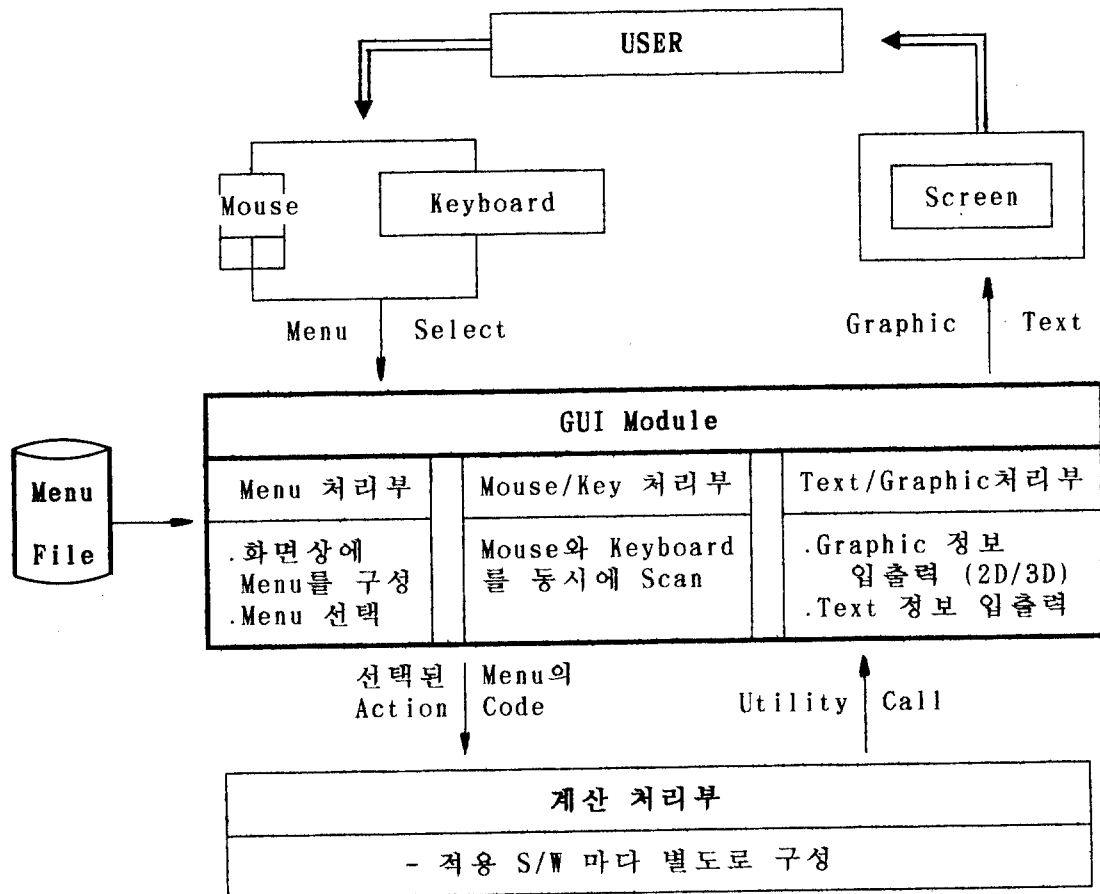 USER
Mouse
Keyboard
Screen
Menu Select
Graphic Text
GUI Module
Menu
File
Menu 처리부
.화면상에
Menu를 구성
.Menu 선택
Mouse/Key 처리부
Mouse와 Keyboard
를 동시에 Scan
Text/Graphic처리부
.Graphic 정보
입출력 (2D/3D)
.Text 정보 입출력
선택된 Menu의
Action Code
Utility Call
계산 처리부
- 적용 S/W 마다 별도로 구성